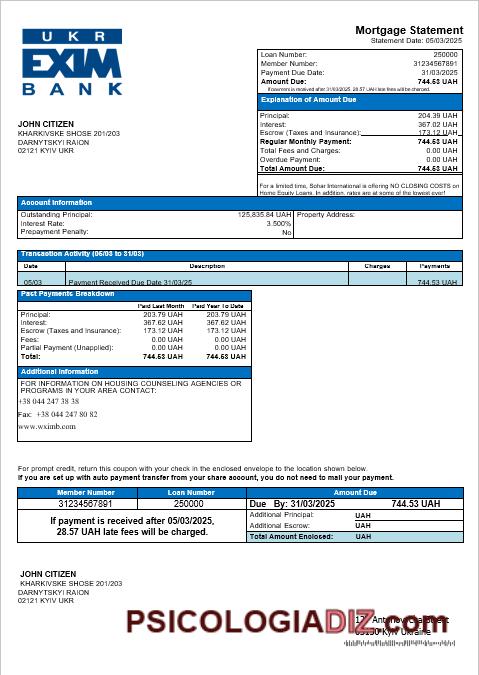 UKR
EXIM
BANK
Mortgage Statement
Statement Date: 05/03/2025
Loan Number: 250000
Member Number: 31234567891
Payment Due Date: 31/03/2025
Amount Due: 744.53 UAH
If payment is received after 31/03/2025, 28.57 UAH late fees will be charged.
Explanation of Amount Due
Principal: 204.39 UAH
Interest: 367.02 UAH
Escrow (Taxes and Insurance): 173.12 UAH
Regular Monthly Payment: 744.53 UAH
Total Fees and Charges: 0.00 UAH
Overdue Payment: 0.00 UAH
Total Amount Due: 744.53 UAH
For a limited time, Sohar International is offering NO CLOSING COSTS on
Home Equity Loans. In addition, rates are at some of the lowest ever!
JOHN CITIZEN
KHARKIVSKE SHOSE 201/203
DARNYTSKYI RAION
02121 KYIV UKR
Account Information
Outstanding Principal: 125,835.84 UAH Property Address:
Interest Rate: 3.500%
Prepayment Penalty: No
Transaction Activity (05/03 to 31/03)
Date Description Charges Payments
05/03 Payment Received Due Date 31/03/25 744.53 UAH
Past Payments Breakdown
Paid Last Month Paid Year To Date
Principal: 203.79 UAH 203.79 UAH
Interest: 367.62 UAH 367.62 UAH
Escrow (Taxes and Insurance): 173.12 UAH 173.12 UAH
Fees: 0.00 UAH 0.00 UAH
Partial Payment (Unapplied): 0.00 UAH 0.00 UAH
Total: 744.53 UAH 744.53 UAH
Additional Information
FOR INFORMATION ON HOUSING COUNSELING AGENCIES OR
PROGRAMS IN YOUR AREA CONTACT:
+38 044 247 38 38
Fax: +38 044 247 80 82
www.wximb.com
For prompt credit, return this coupon with your check in the enclosed envelope to the location shown below.
If you are set up with auto payment transfer from your share account, you do not need to mail your payment.
Member Number Loan Number Amount Due
31234567891 250000 Due By: 31/03/2025 744.53 UAH
If payment is received after 05/03/2025,
28.57 UAH late fees will be charged.
Additional Principal: UAH
Additional Escrow: UAH
Total Amount Enclosed: UAH
JOHN CITIZEN
KHARKIVSKE SHOSE 201/203
DARNYTSKYI RAION
02121 KYIV UKR
PSICOLOGIADIZ.com
Kyiv Ukraine